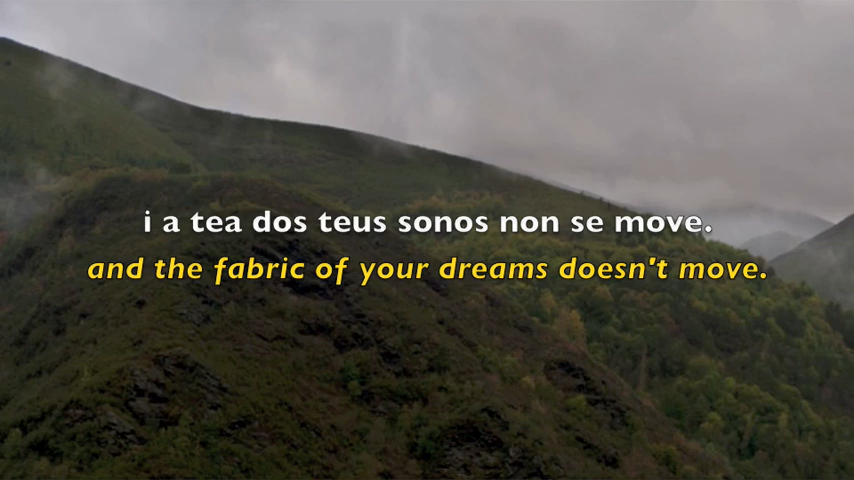 i a tea dos teus sonos non se move.
and the fabric of your dreams doesn't move.